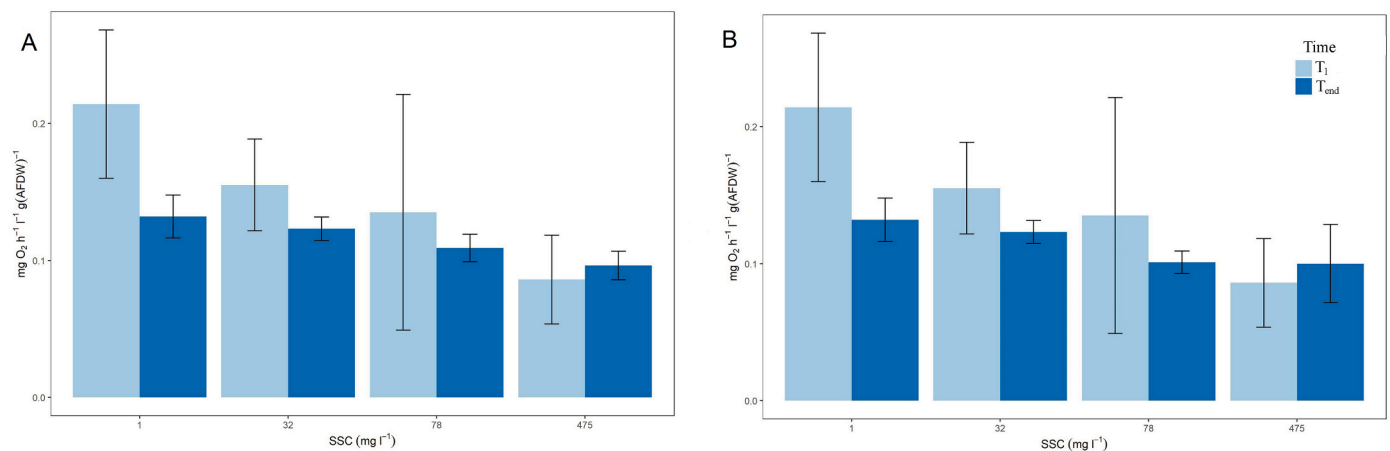 A
mg O₂ h⁻¹ l⁻¹ g(AFDW)⁻¹
0.2
0.1
0.0
1 32 78 475
SSC (mg l⁻¹)
B
Time
T₁
Tend
mg O₂ h⁻¹ l⁻¹ g(AFDW)⁻¹
0.2
0.1
0.0
1 32 78 475
SSC (mg l⁻¹)